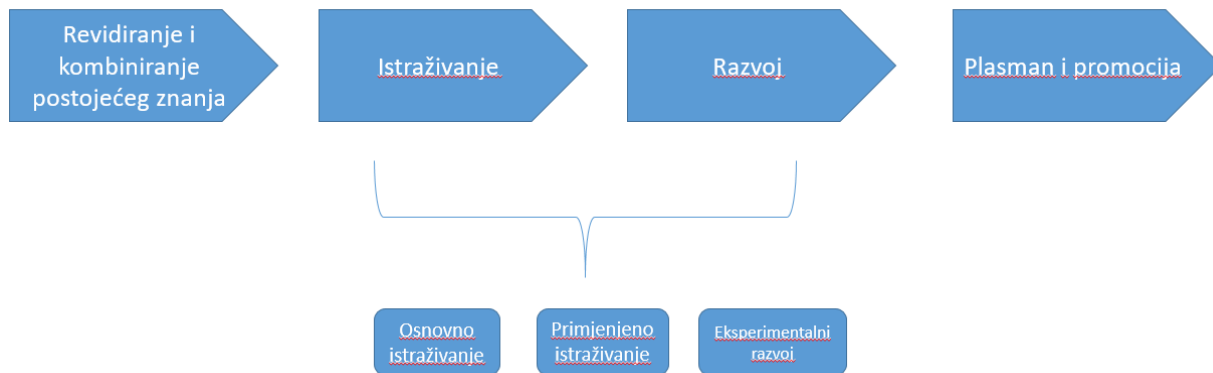 Revidiranje i
kombiniranje
postojećeg znanja
Istraživanje
Razvoj
Plasman i promocija
Osnovno
istraživanje
Primjenjeno
istraživanje
Eksperimentalni
razvoj